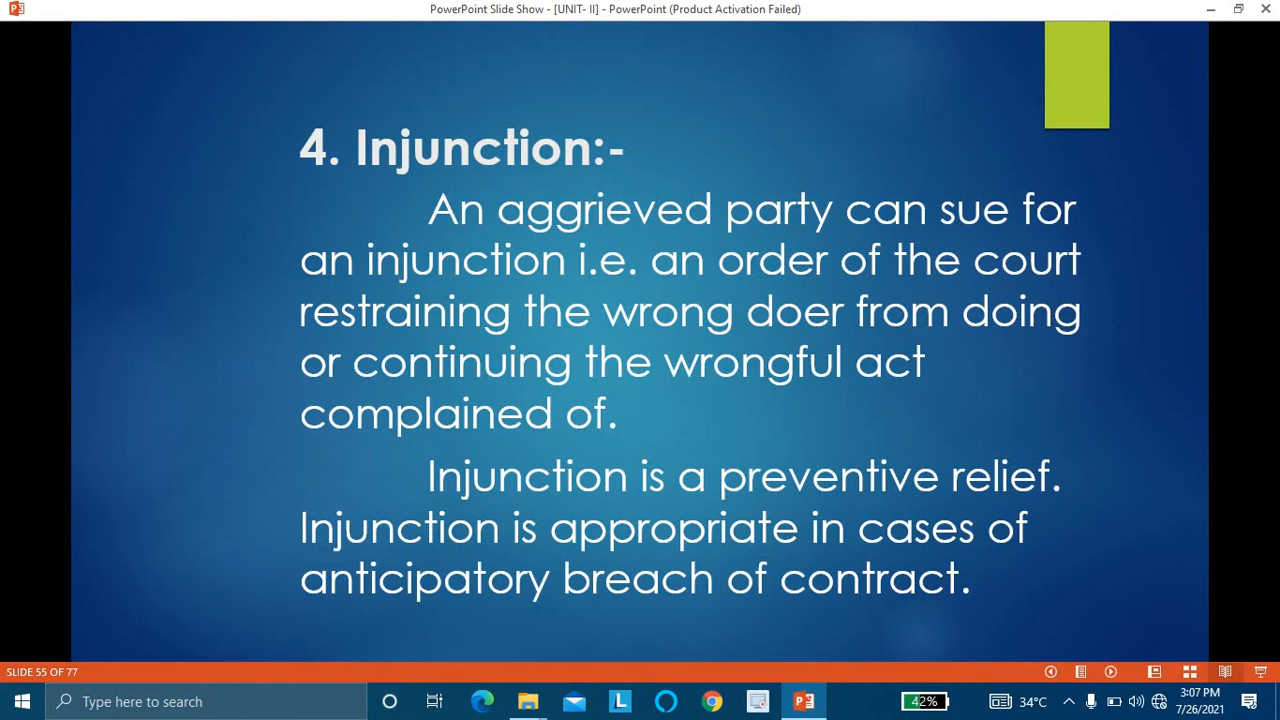 PowerPoint Slide Show - [UNIT- II] - PowerPoint (Product Activation Failed)
4. Injunction:-
An aggrieved party can sue for
an injunction i.e. an order of the court
restraining the wrong doer from doing
or continuing the wrongful act
complained of.
Injunction is a preventive relief.
Injunction is appropriate in cases of
anticipatory breach of contract.
SLIDE 55 OF 77
Type here to search
L
42%
34°C
3:07 PM
7/26/2021